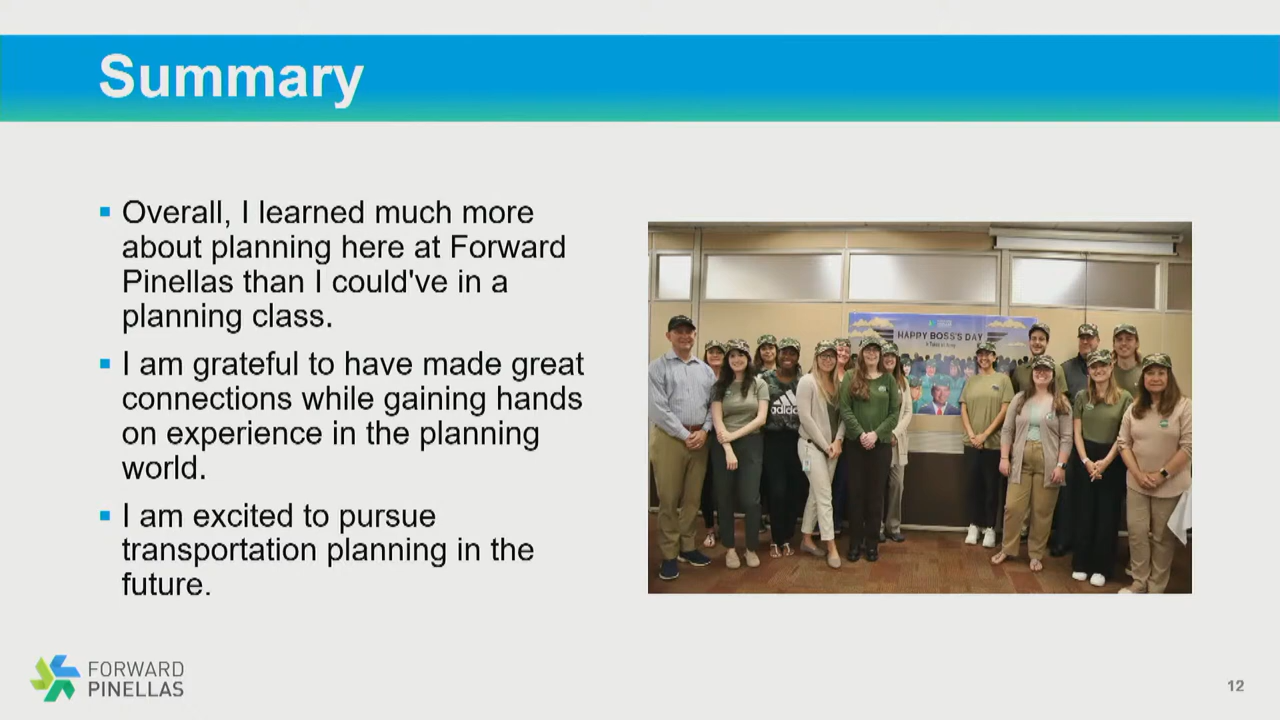 Summary
Overall, I learned much more
about planning here at Forward
Pinellas than I could've in a
planning class.
I am grateful to have made great
connections while gaining hands
on experience in the planning
world.
I am excited to pursue
transportation planning in the
future.
HAPPY BOSS'S DAY
adidas
FORWARD
PINELLAS
12